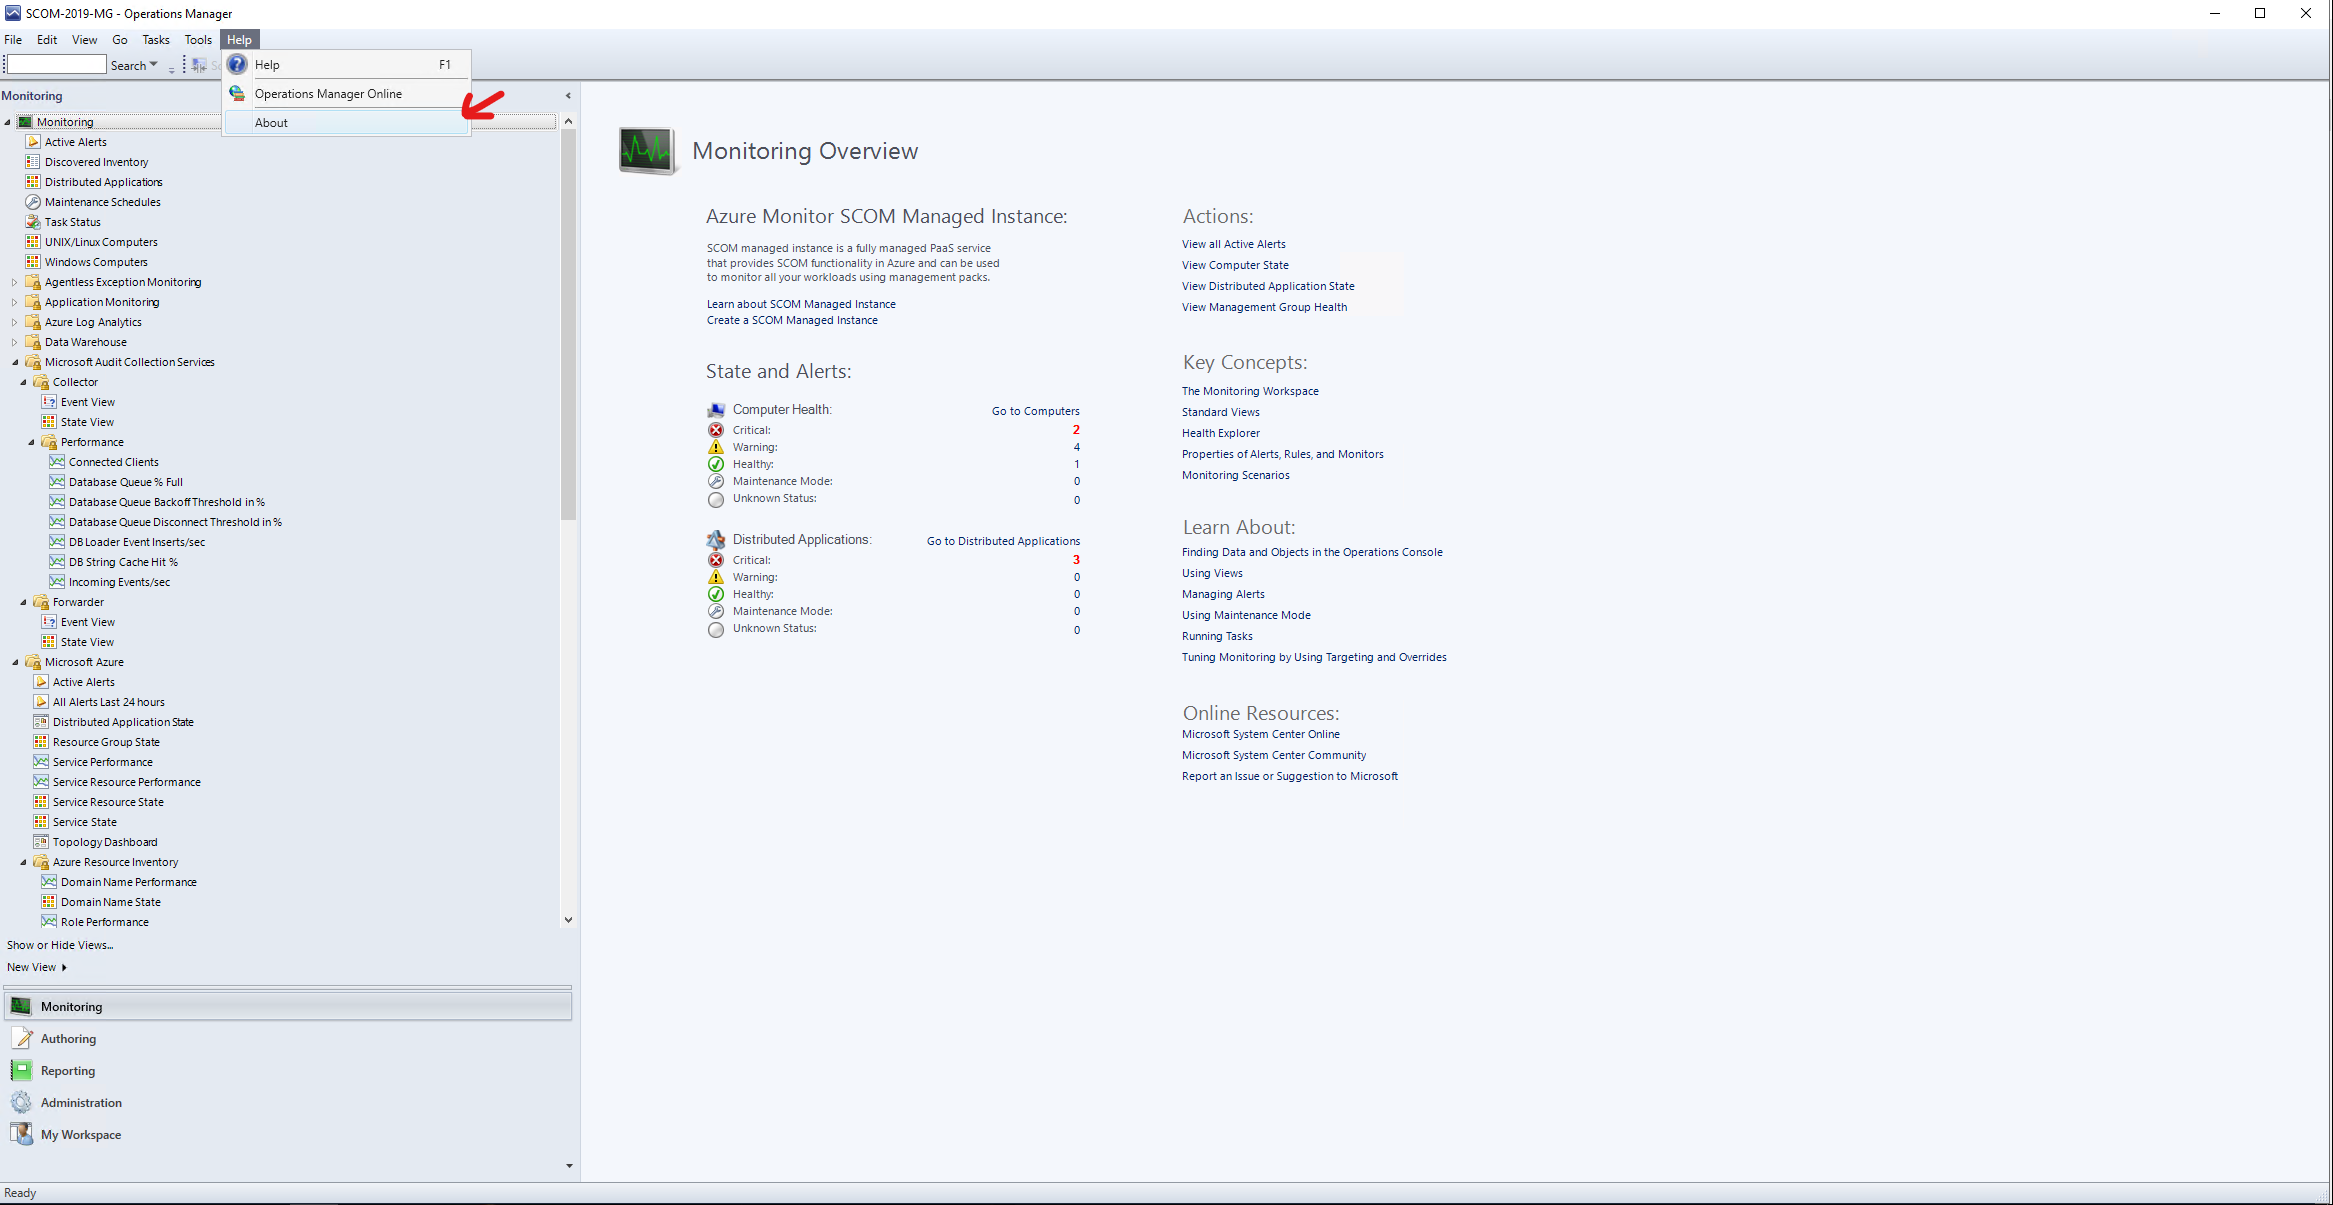 SCOM-2019-MG - Operations Manager
File Edit View Go Tasks Tools Help
Search
Help F1
Operations Manager Online
About
Monitoring
Monitoring
Active Alerts
Discovered Inventory
Distributed Applications
Maintenance Schedules
Task Status
UNIX/Linux Computers
Windows Computers
Agentless Exception Monitoring
Application Monitoring
Azure Log Analytics
Data Warehouse
Microsoft Audit Collection Services
Collector
Event View
State View
Performance
Connected Clients
Database Queue % Full
Database Queue Backoff Threshold in %
Database Queue Disconnect Threshold in %
DB Loader Event Inserts/sec
DB String Cache Hit %
Incoming Events/sec
Forwarder
Event View
State View
Microsoft Azure
Active Alerts
All Alerts Last 24 hours
Distributed Application State
Resource Group State
Service Performance
Service Resource Performance
Service Resource State
Service State
Topology Dashboard
Azure Resource Inventory
Domain Name Performance
Domain Name State
Role Performance
Show or Hide Views...
New View
Monitoring
Authoring
Reporting
Administration
My Workspace
Ready
Monitoring Overview
Azure Monitor SCOM Managed Instance:
SCOM managed instance is a fully managed PaaS service
that provides SCOM functionality in Azure and can be used
to monitor all your workloads using management packs.
Learn about SCOM Managed Instance
Create a SCOM Managed Instance
State and Alerts:
Computer Health: Go to Computers
Critical: 2
Warning: 4
Healthy: 1
Maintenance Mode: 0
Unknown Status: 0
Distributed Applications: Go to Distributed Applications
Critical: 3
Warning: 0
Healthy: 0
Maintenance Mode: 0
Unknown Status: 0
Actions:
View all Active Alerts
View Computer State
View Distributed Application State
View Management Group Health
Key Concepts:
The Monitoring Workspace
Standard Views
Health Explorer
Properties of Alerts, Rules, and Monitors
Monitoring Scenarios
Learn About:
Finding Data and Objects in the Operations Console
Using Views
Managing Alerts
Using Maintenance Mode
Running Tasks
Tuning Monitoring by Using Targeting and Overrides
Online Resources:
Microsoft System Center Online
Microsoft System Center Community
Report an Issue or Suggestion to Microsoft